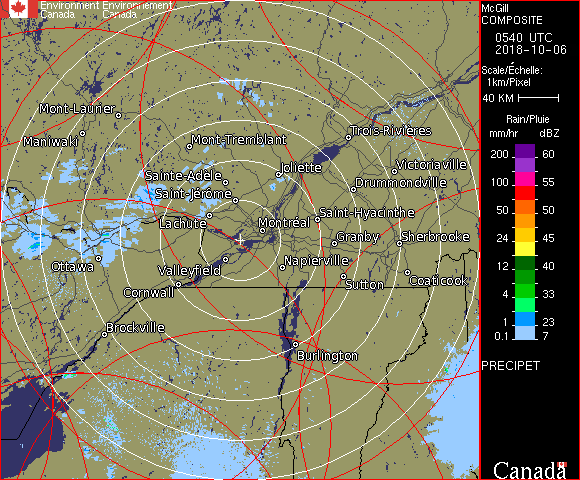 Environment Environnement
Canada Canada
McGill
COMPOSITE
0540 UTC
2018-10-06
Scale/Échelle:
1km/Pixel
40 KM
Rain/Pluie
mm/hr dBZ
200 60
150 57
100 55
50 50
24 45
12 40
4 33
1 23
0.1 7
PRECIPET
Canada
Mont-Laurier
Maniwaki
Mont-Tremblant
Trois-Rivières
Sainte-Adèle
Joliette
Victoriaville
Saint-Jérôme
Drummondville
Lachute
Montréal
Saint-Hyacinthe
Granby
Sherbrooke
Ottawa
Valleyfield
Napierville
Cornwall
Sutton
Coaticook
Brockville
Burlington